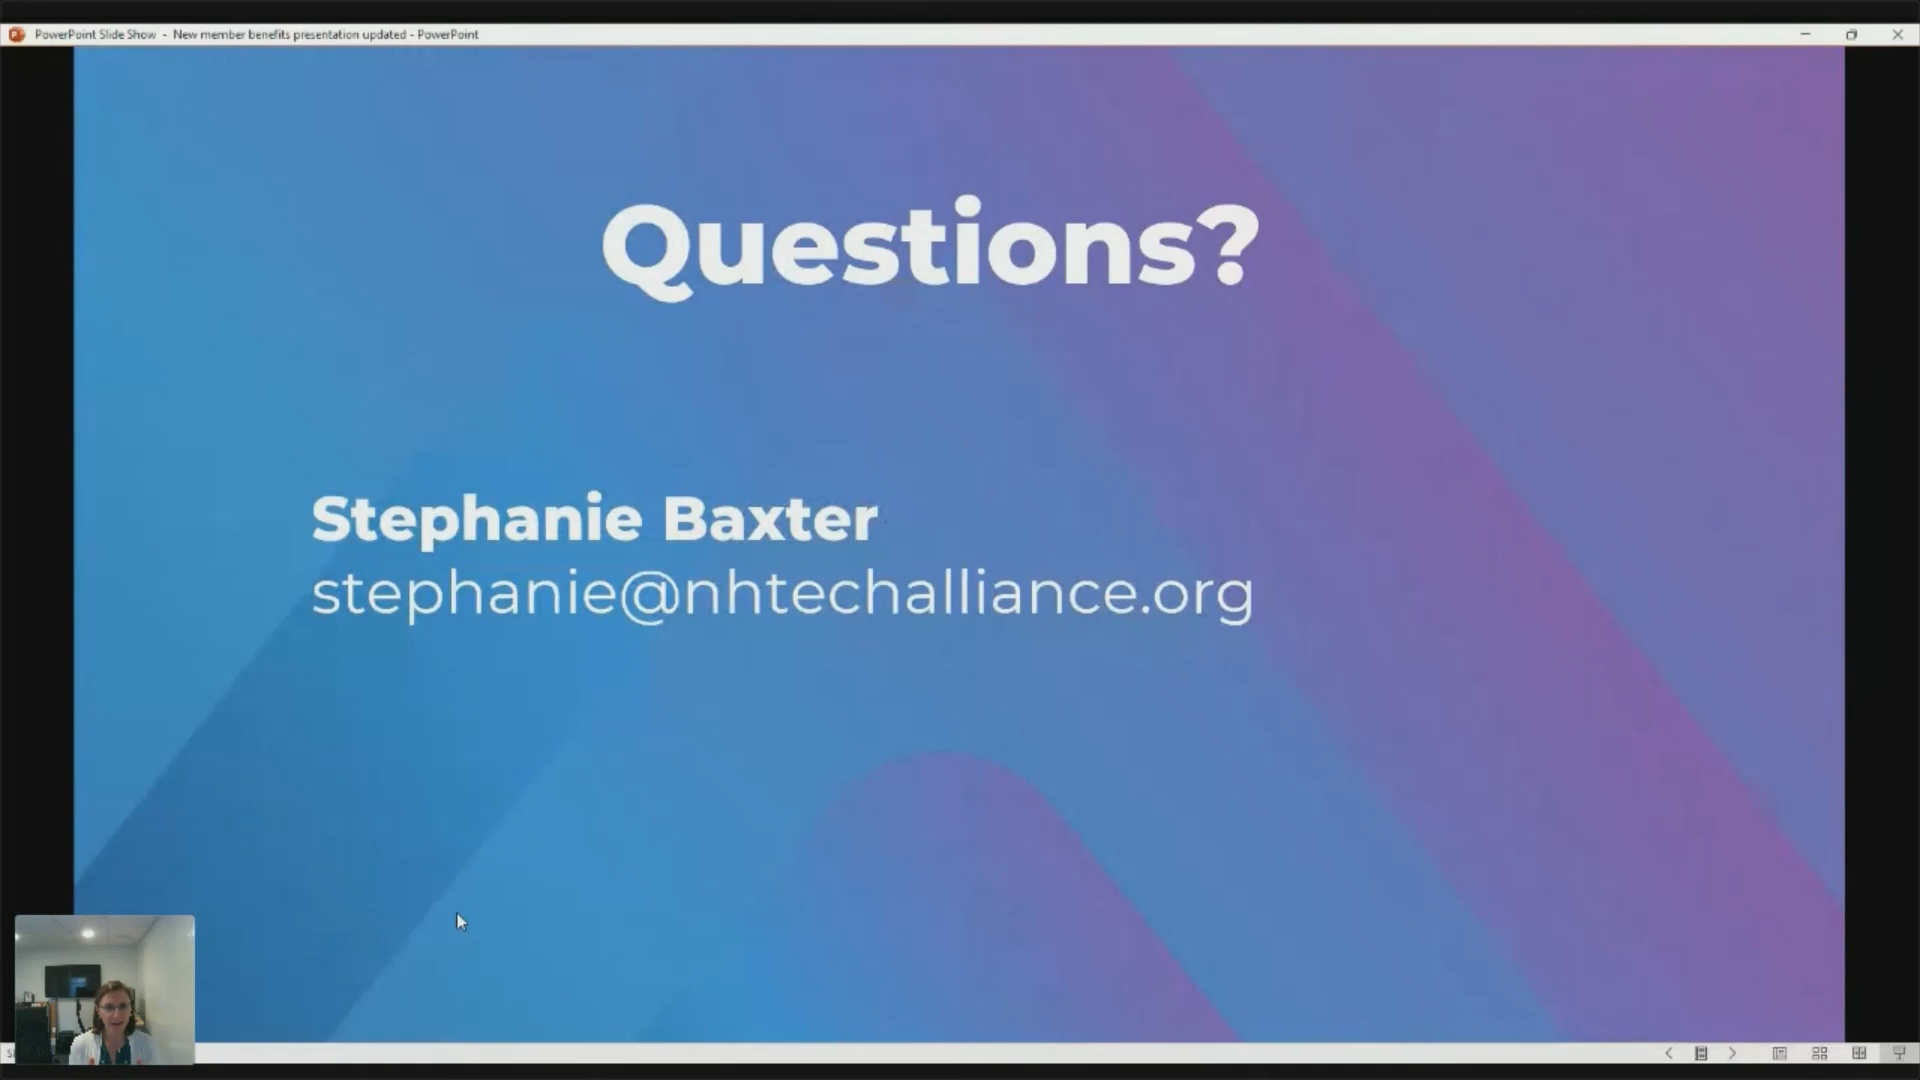 PowerPoint Slide Show - New member benefits presentation updated - PowerPoint
Questions?
Stephanie Baxter
stephanie@nhtechalliance.org